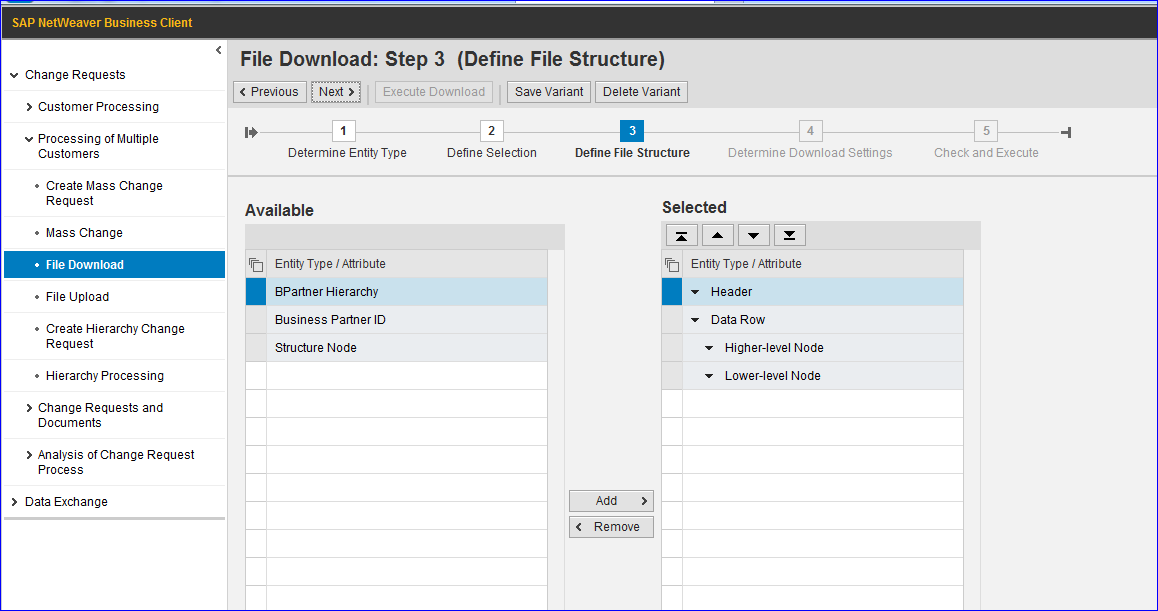 SAP NetWeaver Business Client
Change Requests
Customer Processing
Processing of Multiple
Customers
Create Mass Change
Request
Mass Change
File Download
File Upload
Create Hierarchy Change
Request
Hierarchy Processing
Change Requests and
Documents
Analysis of Change Request
Process
Data Exchange
File Download: Step 3 (Define File Structure)
Previous Next Execute Download Save Variant Delete Variant
1 2 3 4 5
Determine Entity Type Define Selection Define File Structure Determine Download Settings Check and Execute
Available
Entity Type / Attribute
BPartner Hierarchy
Business Partner ID
Structure Node
Add
Remove
Selected
Entity Type / Attribute
Header
Data Row
Higher-level Node
Lower-level Node